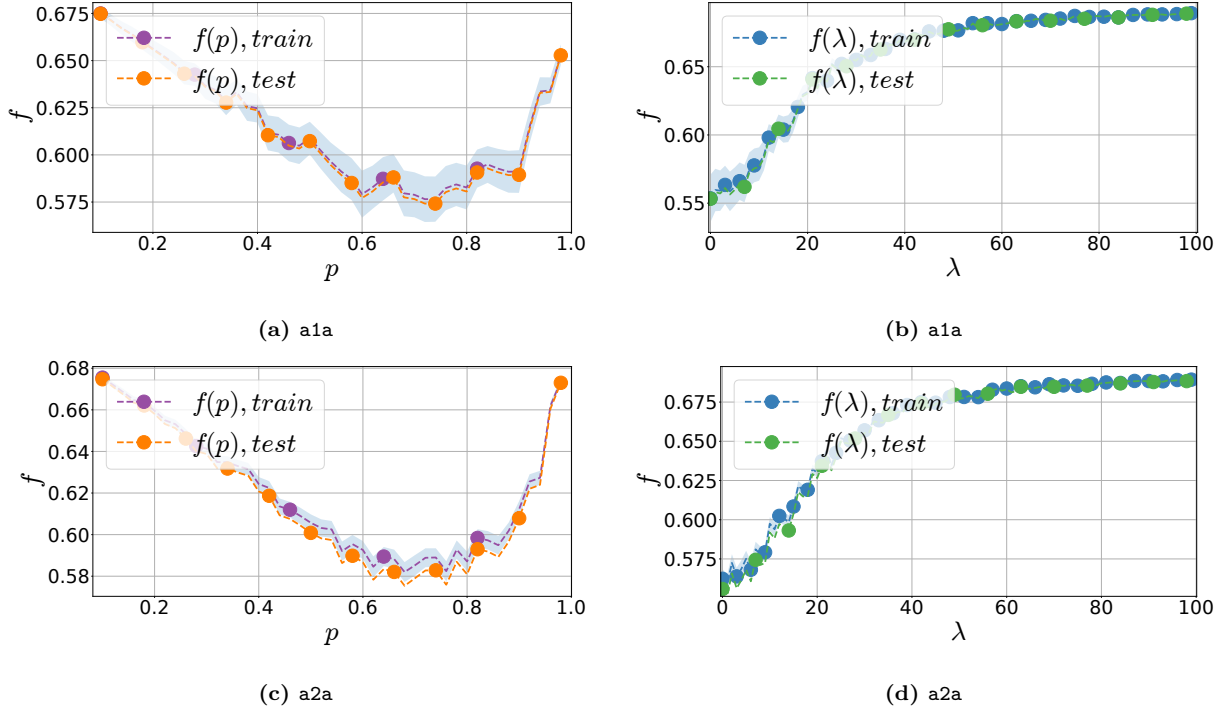 0.675
0.650
0.625
0.600
0.575
f
f(p), train
f(p), test
0.2 0.4 0.6 0.8 1.0
p
(a) a1a
0.65
0.60
0.55
f
f(λ), train
f(λ), test
0 20 40 60 80 100
λ
(b) a1a
0.68
0.66
0.64
0.62
0.60
0.58
f
f(p), train
f(p), test
0.2 0.4 0.6 0.8 1.0
p
(c) a2a
0.675
0.650
0.625
0.600
0.575
f
f(λ), train
f(λ), test
0 20 40 60 80 100
λ
(d) a2a